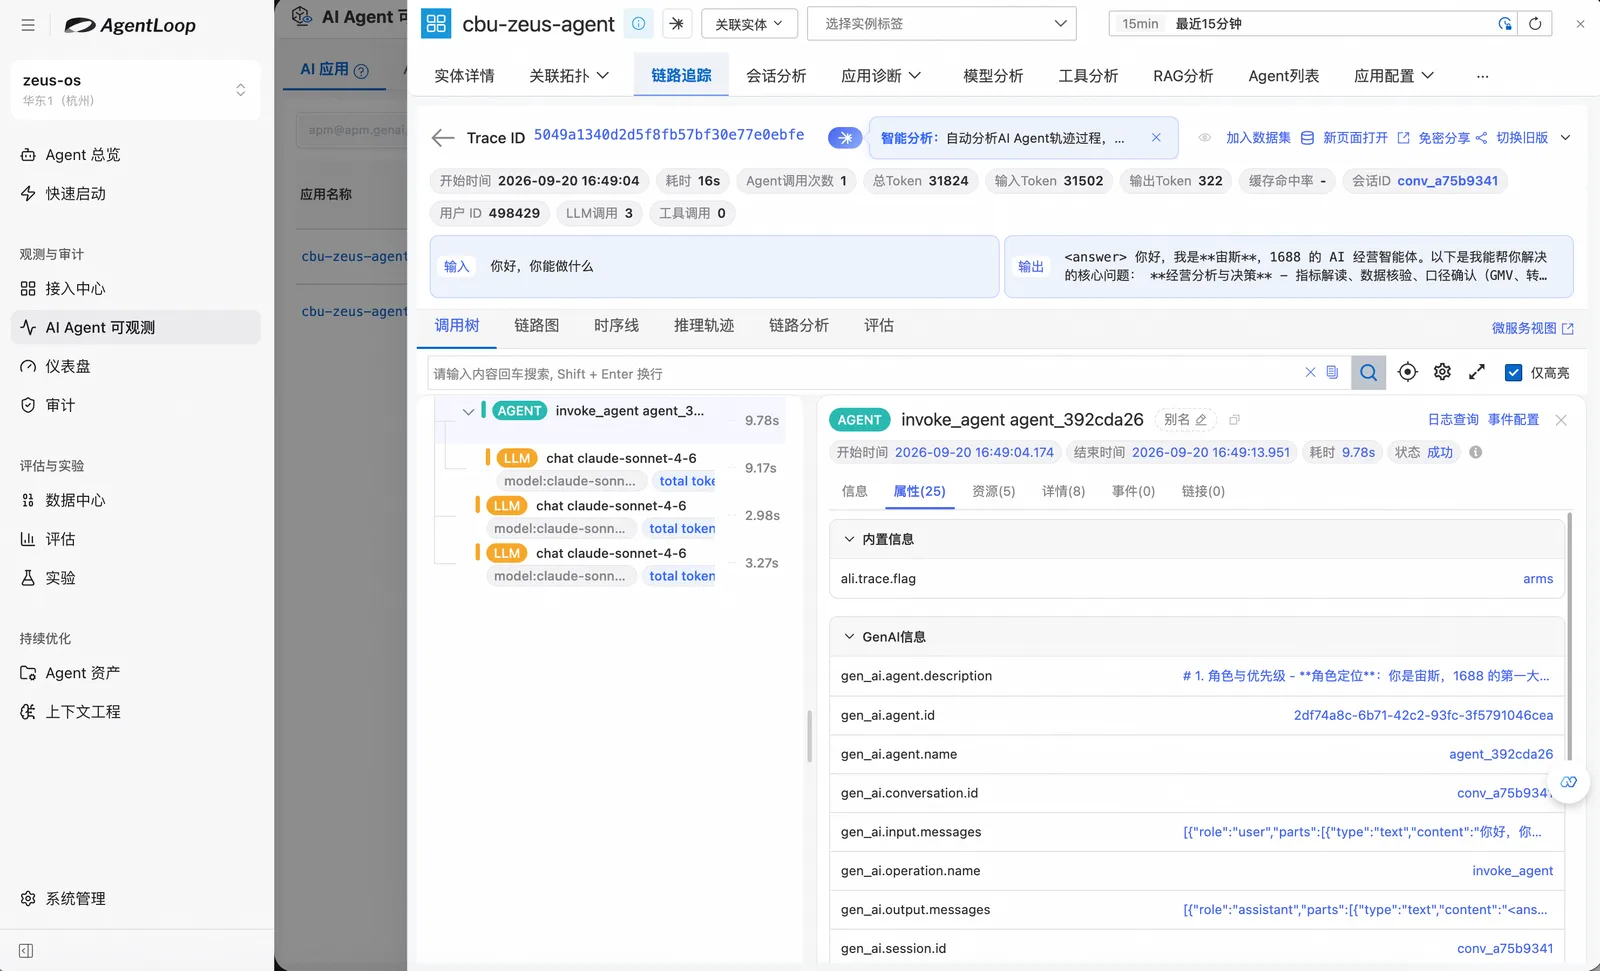 AgentLoop
zeus-os
华东1（杭州）
Agent 总览
快速启动
观测与审计
接入中心
AI Agent 可观测
仪表盘
审计
评估与实验
数据中心
评估
实验
持续优化
Agent 资产
上下文工程
系统管理
AI Agent 可
AI 应用
apm@apm.genai.
应用名称
cbu-zeus-agent
cbu-zeus-agent
cbu-zeus-agent
关联实体
选择实例标签
15min 最近15分钟
实体详情 关联拓扑 链路追踪 会话分析 应用诊断 模型分析 工具分析 RAG分析 Agent列表 应用配置 ...
Trace ID 5049a1340d2d5f8fb57bf30e77e0ebfe
智能分析：自动分析AI Agent轨迹过程，...
加入数据集 新页面打开 免密分享 切换旧版
开始时间 2026-09-20 16:49:04 耗时 16s Agent调用次数 1 总Token 31824 输入Token 31502 输出Token 322 缓存命中率 - 会话ID conv_a75b9341
用户 ID 498429 LLM调用 3 工具调用 0
输入 你好，你能做什么
输出 <answer> 你好，我是**宙斯**，1688 的 AI 经营智能体。以下是我能帮你解决
的核心问题： **经营分析与决策** – 指标解读、数据核验、口径确认（GMV、转...
调用树 链路图 时序线 推理轨迹 链路分析 评估
微服务视图
请输入内容回车搜索, Shift + Enter 换行
仅高亮
AGENT invoke_agent agent_3... 9.78s
LLM chat claude-sonnet-4-6 9.17s
model:claude-sonn... total toke
LLM chat claude-sonnet-4-6 2.98s
model:claude-sonn... total token
LLM chat claude-sonnet-4-6 3.27s
model:claude-sonn... total token
AGENT invoke_agent agent_392cda26 别名
日志查询 事件配置
开始时间 2026-09-20 16:49:04.174 结束时间 2026-09-20 16:49:13.951 耗时 9.78s 状态 成功
信息 属性(25) 资源(5) 详情(8) 事件(0) 链接(0)
内置信息
ali.trace.flag arms
GenAI信息
gen_ai.agent.description # 1. 角色与优先级 - **角色定位**：你是宙斯，1688 的第一大...
gen_ai.agent.id 2df74a8c-6b71-42c2-93fc-3f5791046cea
gen_ai.agent.name agent_392cda26
gen_ai.conversation.id conv_a75b9341
gen_ai.input.messages [{"role":"user","parts":[{"type":"text","content":"你好，你...
gen_ai.operation.name invoke_agent
gen_ai.output.messages [{"role":"assistant","parts":[{"type":"text","content":"<ans...
gen_ai.session.id conv_a75b9341